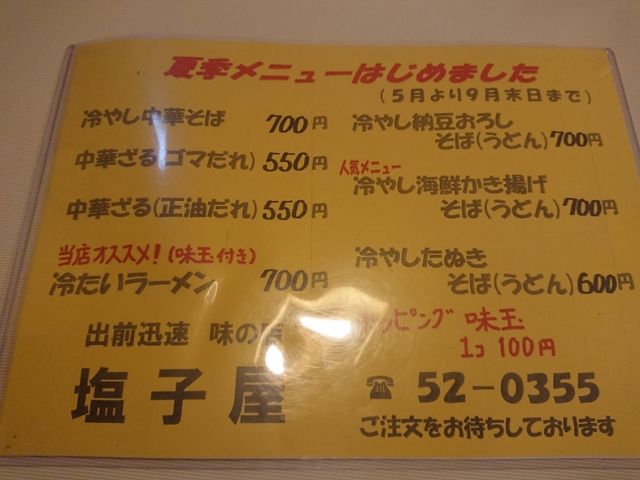 夏季メニューはじめました
(5月より9月末日まで)
冷やし中華そば 700円
中華ざる(ゴマだれ) 550円
中華ざる(正油だれ) 550円
当店オススメ!(味玉付き)
冷たいラーメン 700円
冷やし納豆おろし
そば(うどん)700円
人気メニュー
冷やし海鮮かき揚げ
そば(うどん)700円
冷やしたぬき
そば(うどん)600円
トッピング 味玉
1コ 100円
出前迅速 味の店
塩子屋
☎ 52-0355
ご注文をお待ちしております